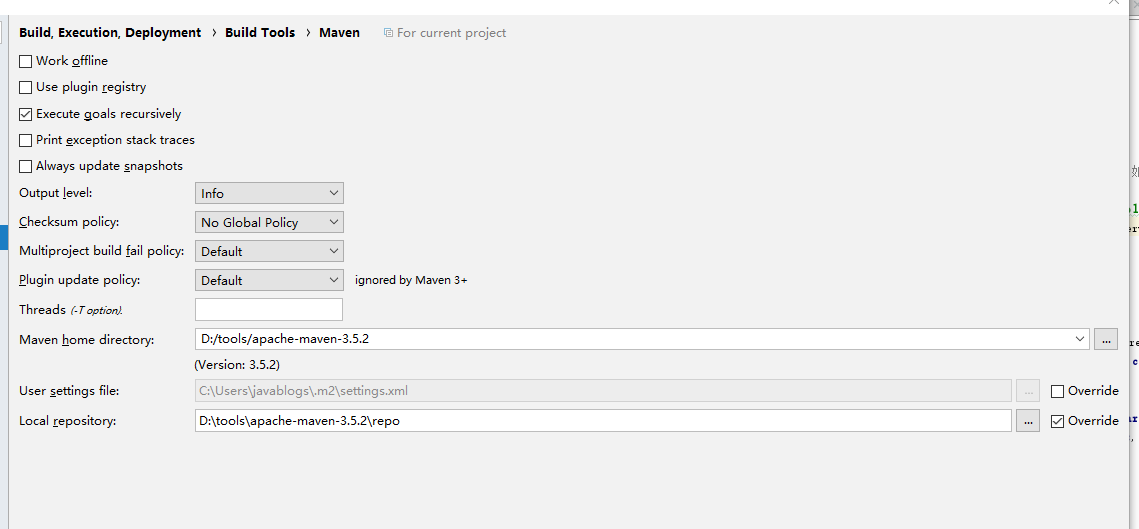 Build, Execution, Deployment › Build Tools › Maven For current project
Work offline
Use plugin registry
Execute goals recursively
Print exception stack traces
Always update snapshots
Output level: Info
Checksum policy: No Global Policy
Multiproject build fail policy: Default
Plugin update policy: Default ignored by Maven 3+
Threads (-T option).
Maven home directory: D:/tools/apache-maven-3.5.2 ...
(Version: 3.5.2)
User settings file: C:\Users\javablogs\.m2\settings.xml ... Override
Local repository: D:\tools\apache-maven-3.5.2\repo ... Override